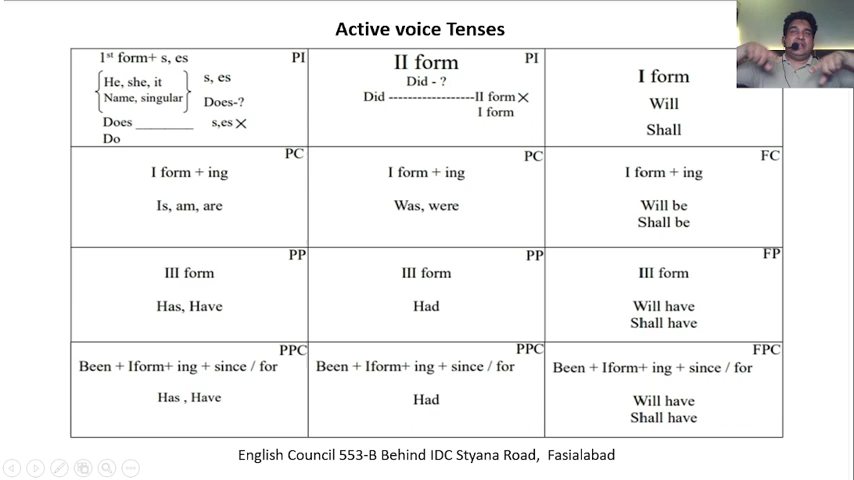 Active voice Tenses
1st form+ s, es PI
He, she, it
Name, singular
s, es
Does-?
Does ________ s,es X
Do
II form PI
Did - ?
Did -------------------II form X
I form
I form
Will
Shall
PC
I form + ing
Is, am, are
PC
I form + ing
Was, were
FC
I form + ing
Will be
Shall be
PP
III form
Has, Have
PP
III form
Had
FP
III form
Will have
Shall have
PPC
Been + Iform+ ing + since / for
Has , Have
PPC
Been + Iform+ ing + since / for
Had
FPC
Been + Iform+ ing + since / for
Will have
Shall have
English Council 553-B Behind IDC Styana Road, Fasialabad